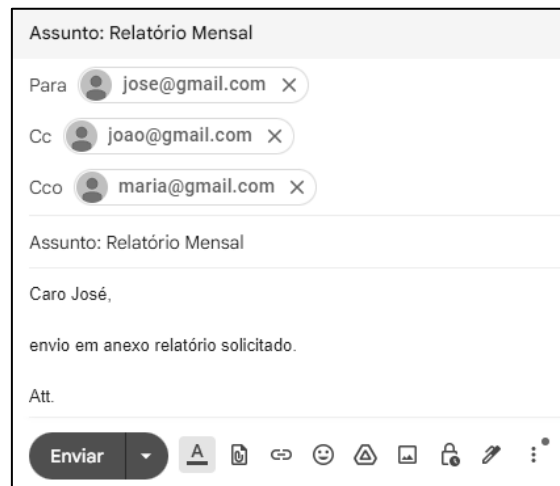 Assunto: Relatório Mensal
Para jose@gmail.com
Cc joao@gmail.com
Cco maria@gmail.com
Assunto: Relatório Mensal
Caro José,
envio em anexo relatório solicitado.
Att.
Enviar A